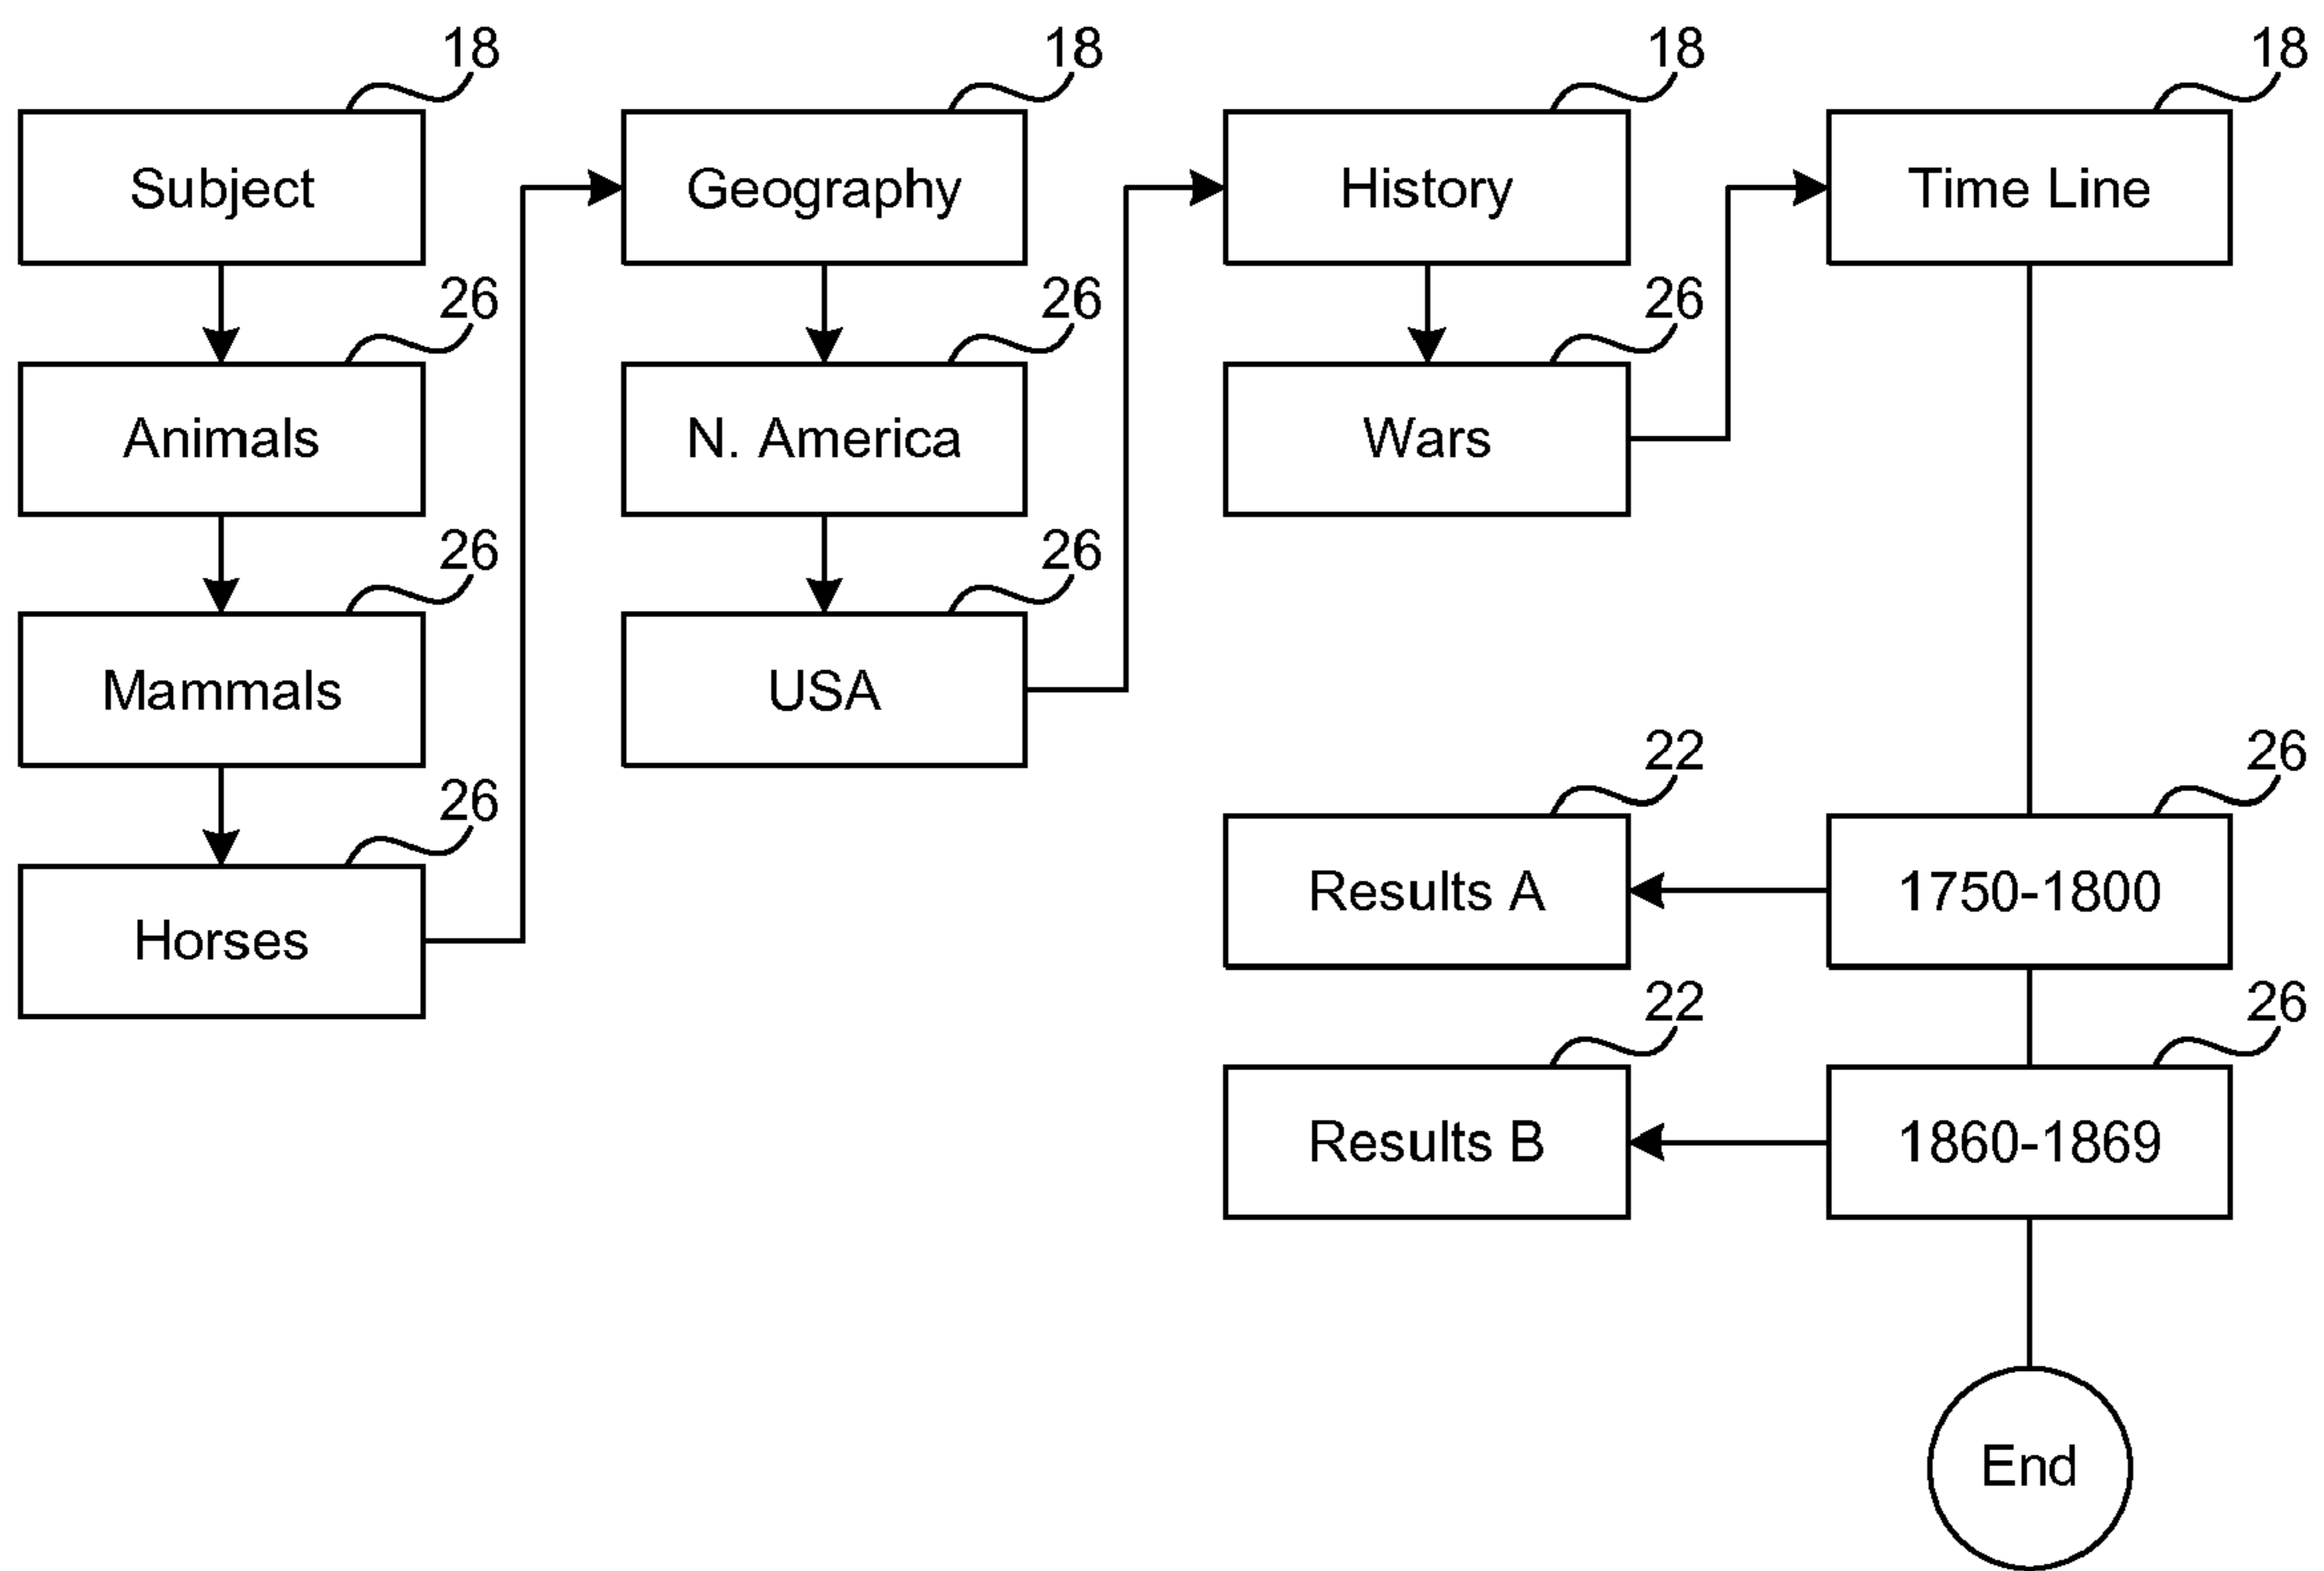 18
18
18
18
Subject
Geography
History
Time Line
26
26
26
Animals
N. America
Wars
26
26
Mammals
USA
22
26
26
Results A
1750-1800
Horses
22
26
Results B
1860-1869
End